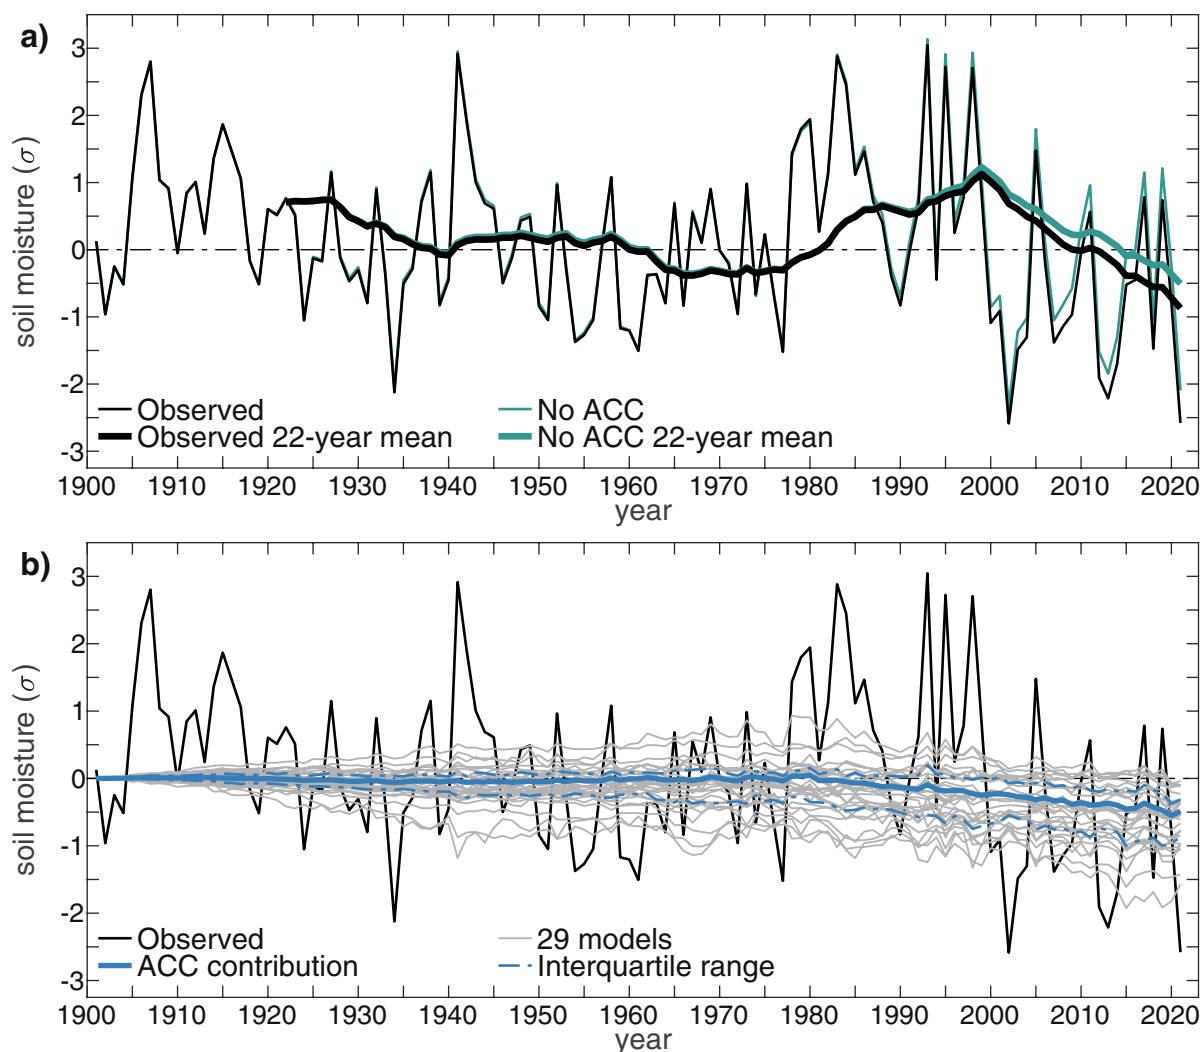 a)
3
2
1
0
-1
-2
-3
soil moisture (σ)
Observed
No ACC
Observed 22-year mean
No ACC 22-year mean
1900 1910 1920 1930 1940 1950 1960 1970 1980 1990 2000 2010 2020
year
b)
3
2
1
0
-1
-2
-3
soil moisture (σ)
Observed
29 models
ACC contribution
Interquartile range
1900 1910 1920 1930 1940 1950 1960 1970 1980 1990 2000 2010 2020
year